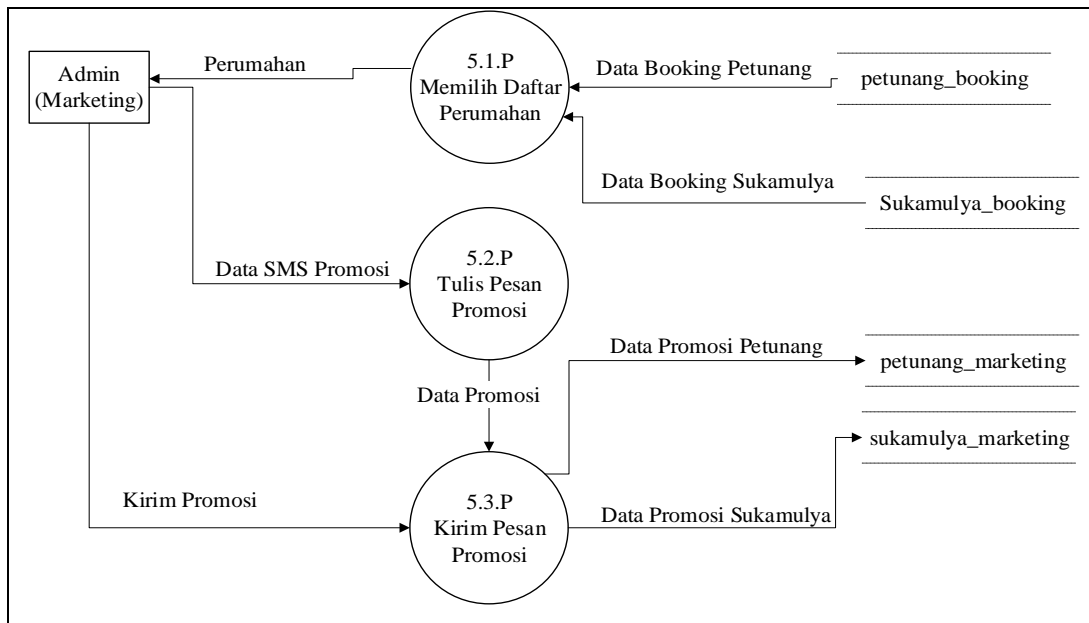 Admin
(Marketing)
Perumahan
5.1.P
Memilih Daftar
Perumahan
Data Booking Petunang
petunang_booking
Data Booking Sukamulya
Sukamulya_booking
Data SMS Promosi
5.2.P
Tulis Pesan
Promosi
Data Promosi Petunang
petunang_marketing
Data Promosi
sukamulya_marketing
Kirim Promosi
5.3.P
Kirim Pesan
Promosi
Data Promosi Sukamulya